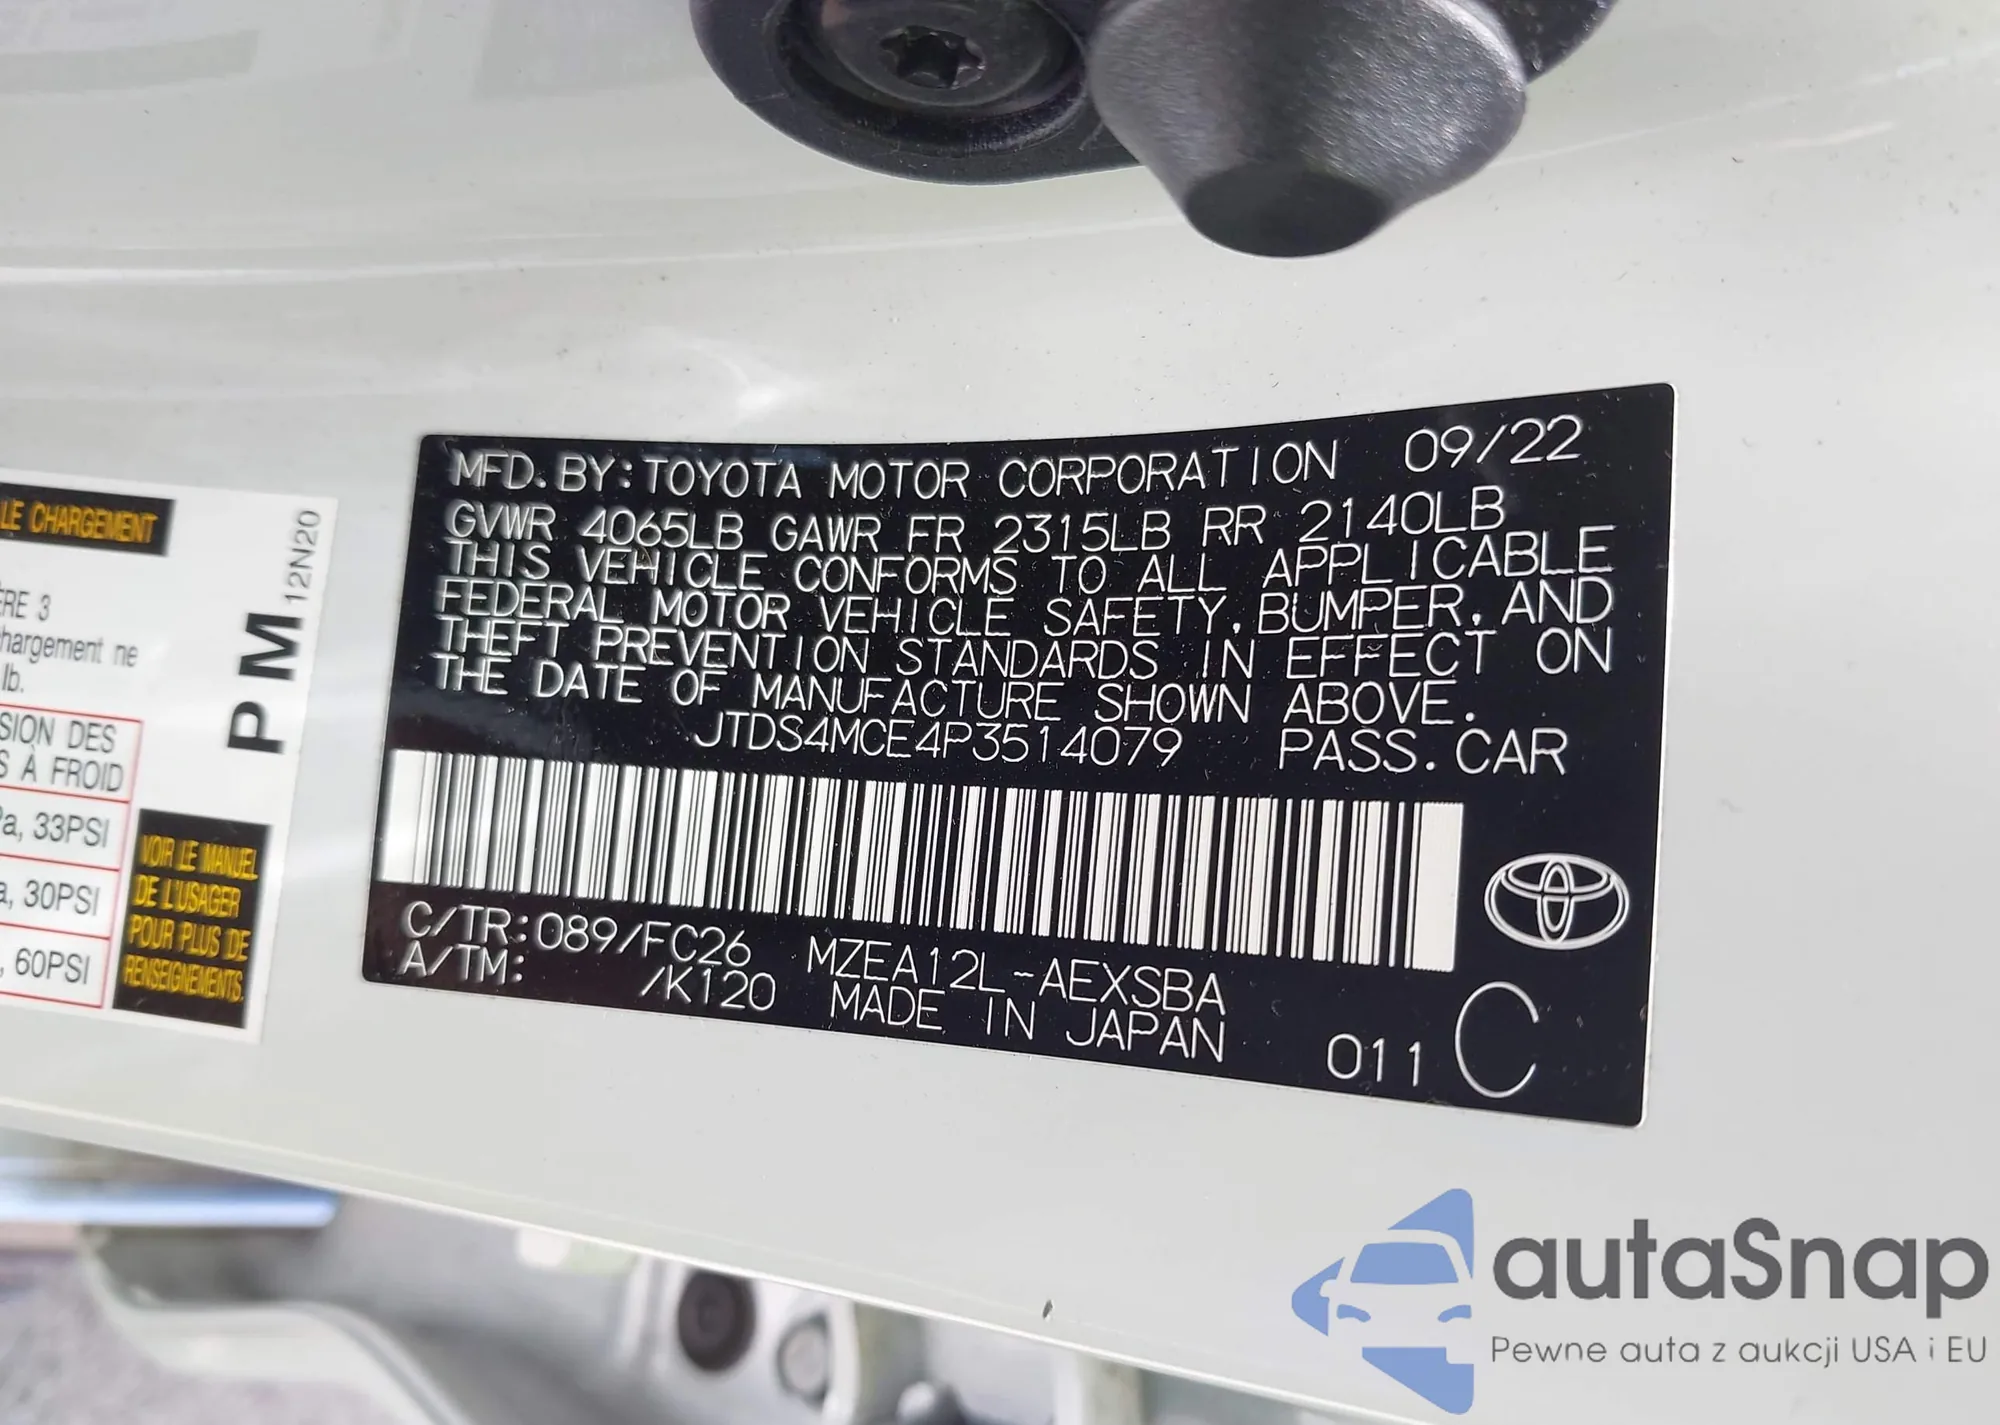 MFD. BY: TOYOTA MOTOR CORPORATION 09/22
GVWR 4065LB GAWR FR 2315LB RR 2140LB
THIS VEHICLE CONFORMS TO ALL APPLICABLE
FEDERAL MOTOR VEHICLE SAFETY, BUMPER, AND
THEFT PREVENTION STANDARDS IN EFFECT ON
THE DATE OF MANUFACTURE SHOWN ABOVE.
JTDS4MCE4P3514079 PASS. CAR
C/TR: 089/FC26 MZEA12L-AEXSBA
A/TM: /K120 MADE IN JAPAN
011 C
LE CHARGEMENT
ÈRE 3
chargement ne
lb.
SION DES
S À FROID
Pa, 33PSI
a, 30PSI
, 60PSI
PM 12N20
VOIR LE MANUEL
DE L'USAGER
POUR PLUS DE
RENSEIGNEMENTS.
autaSnap
Pewne auta z aukcji USA i EU